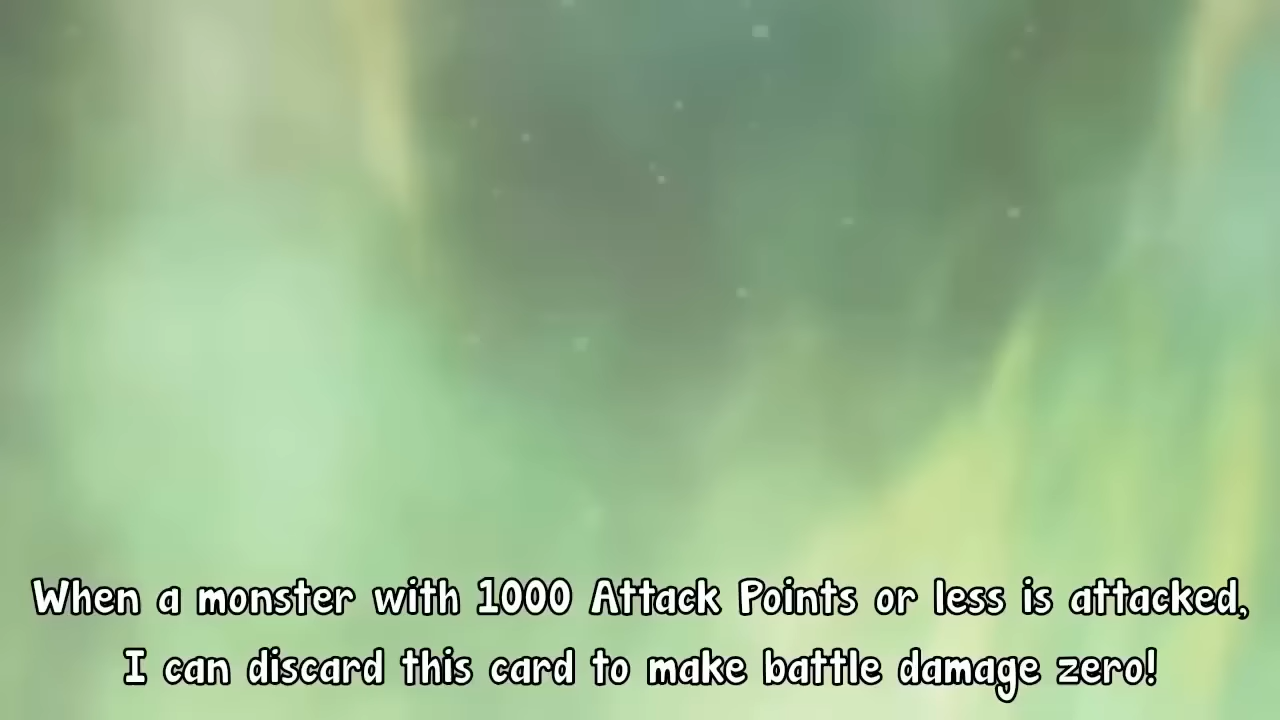 When a monster with 1000 Attack Points or less is attacked,
I can discard this card to make battle damage zero!